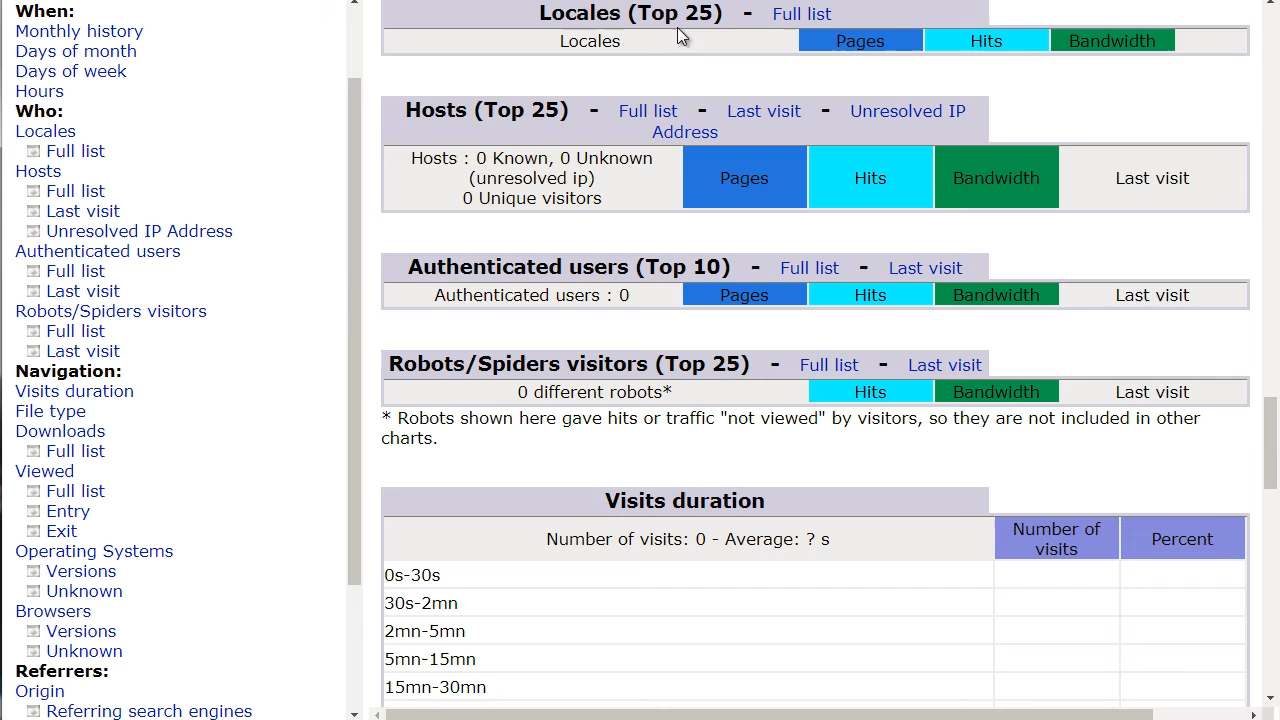 When:
Monthly history
Days of month
Days of week
Hours
Who:
Locales
Full list
Hosts
Full list
Last visit
Unresolved IP Address
Authenticated users
Full list
Last visit
Robots/Spiders visitors
Full list
Last visit
Navigation:
Visits duration
File type
Downloads
Full list
Viewed
Full list
Entry
Exit
Operating Systems
Versions
Unknown
Browsers
Versions
Unknown
Referrers:
Origin
Referring search engines
Locales (Top 25) - Full list
Locales Pages Hits Bandwidth
Hosts (Top 25) - Full list - Last visit - Unresolved IP
Address
Hosts : 0 Known, 0 Unknown
(unresolved ip)
0 Unique visitors
Pages Hits Bandwidth Last visit
Authenticated users (Top 10) - Full list - Last visit
Authenticated users : 0 Pages Hits Bandwidth Last visit
Robots/Spiders visitors (Top 25) - Full list - Last visit
0 different robots* Hits Bandwidth Last visit
* Robots shown here gave hits or traffic "not viewed" by visitors, so they are not included in other
charts.
Visits duration
Number of visits: 0 - Average: ? s
Number of
visits
Percent
0s-30s
30s-2mn
2mn-5mn
5mn-15mn
15mn-30mn